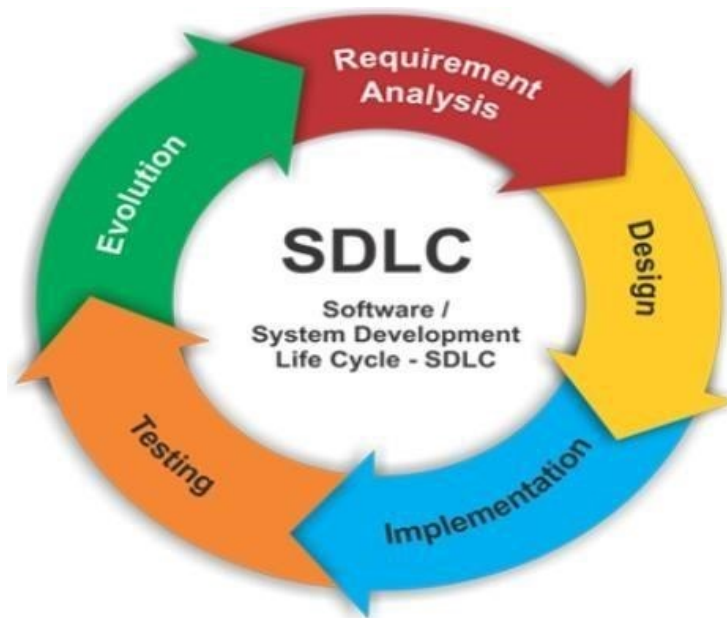 Requirement
Analysis
Design
Implementation
Testing
Evolution
SDLC
Software /
System Development
Life Cycle - SDLC